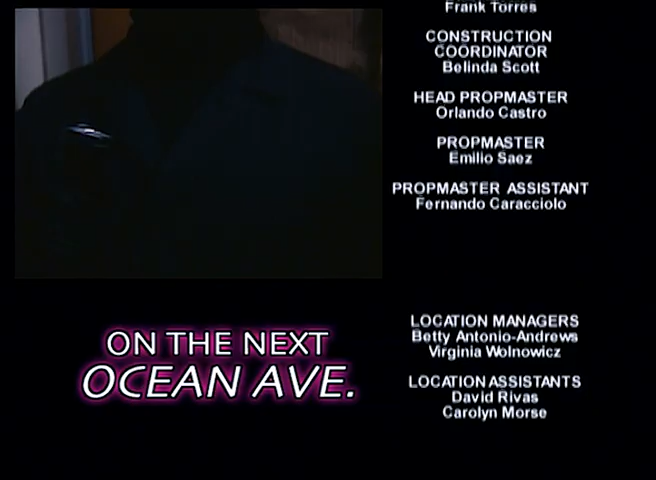 Frank Torres
CONSTRUCTION
COORDINATOR
Belinda Scott
HEAD PROPMASTER
Orlando Castro
PROPMASTER
Emilio Saez
PROPMASTER ASSISTANT
Fernando Caracciolo
LOCATION MANAGERS
Betty Antonio-Andrews
Virginia Wolnowicz
LOCATION ASSISTANTS
David Rivas
Carolyn Morse
ON THE NEXT
OCEAN AVE.